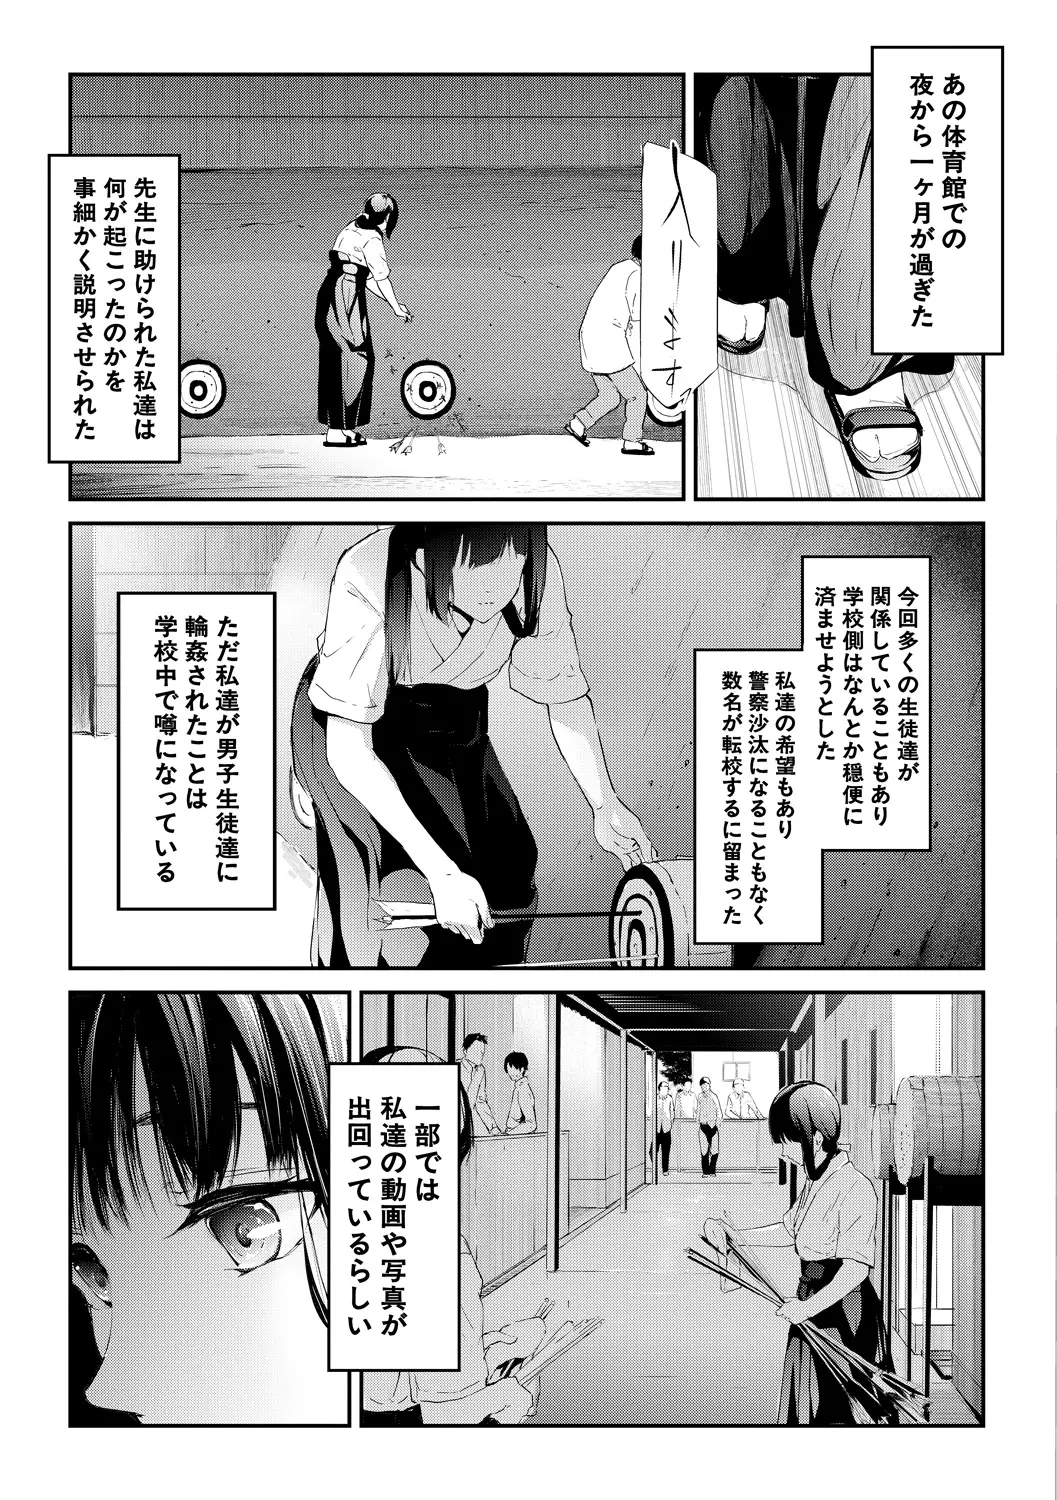 あの体育館での
夜から一ヶ月が過ぎた
入ります
先生に助けられた私達は
何が起こったのかを
事細かく説明させられた
今回多くの生徒達が
関係していることもあり
学校側はなんとか穏便に
済ませようとした
私達の希望もあり
警察沙汰になることもなく
数名が転校するに留まった
ただ私達が男子生徒達に
輪姦されたことは
学校中で噂になっている
一部では
私達の動画や写真が
出回っているらしい